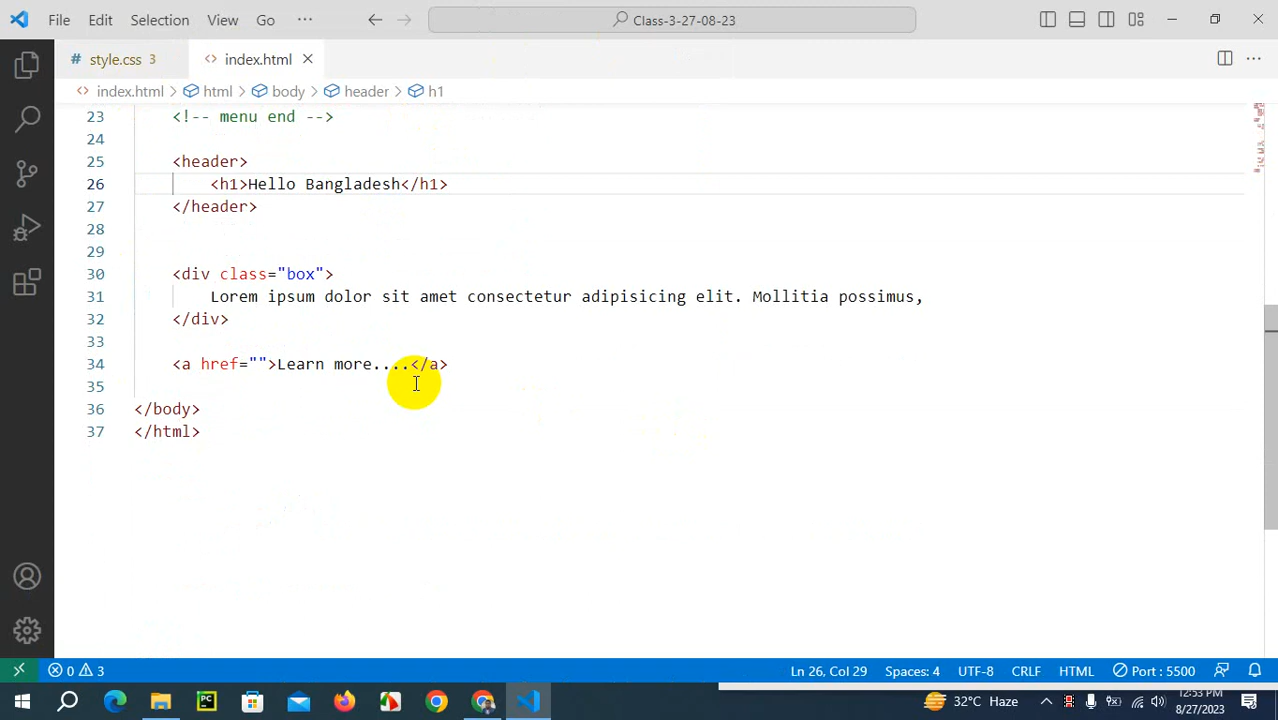 File Edit Selection View Go ··· Class-3-27-08-23
# style.css 3 <> index.html
<> index.html > html > body > header > h1
23 <!-- menu end -->
24
25 <header>
26 <h1>Hello Bangladesh</h1>
27 </header>
28
29
30 <div class="box">
31 Lorem ipsum dolor sit amet consectetur adipisicing elit. Mollitia possimus,
32 </div>
33
34 <a href="">Learn more....</a>
35
36 </body>
37 </html>
0 3 Ln 26, Col 29 Spaces: 4 UTF-8 CRLF HTML Port : 5500
PC 32°C Haze 12:53 PM
8/27/2023